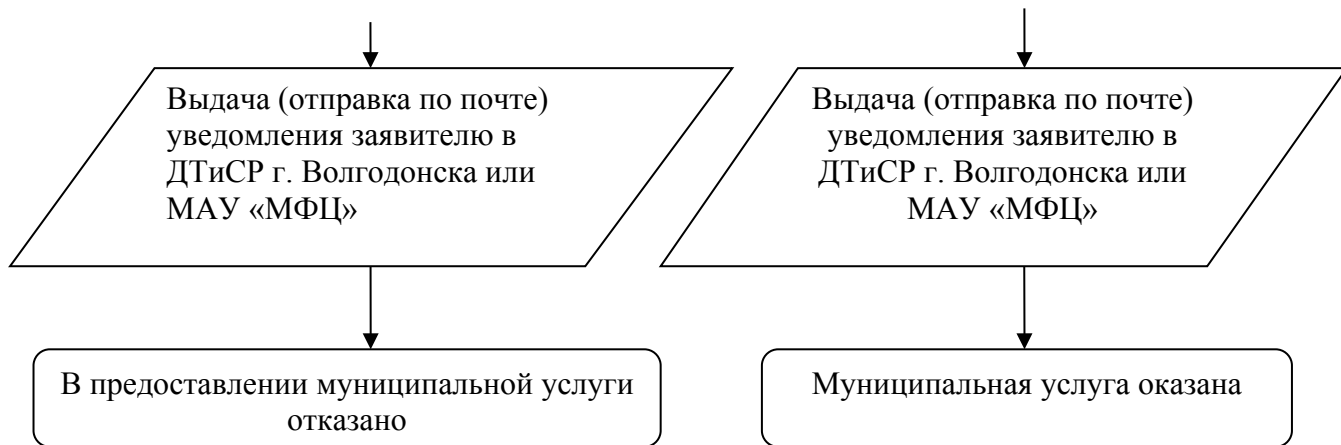 Выдача (отправка по почте)
уведомления заявителю в
ДТиСР г. Волгодонска или
МАУ «МФЦ»
Выдача (отправка по почте)
уведомления заявителю в
ДТиСР г. Волгодонска или
МАУ «МФЦ»
В предоставлении муниципальной услуги
отказано
Муниципальная услуга оказана